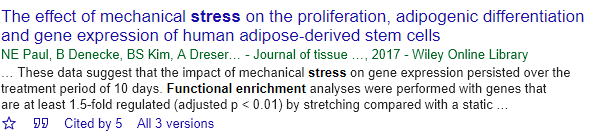 The effect of mechanical stress on the proliferation, adipogenic differentiation
and gene expression of human adipose-derived stem cells
NE Paul, B Denecke, BS Kim, A Dreser… - Journal of tissue …, 2017 - Wiley Online Library
… These data suggest that the impact of mechanical stress on gene expression persisted over the
treatment period of 10 days. Functional enrichment analyses were performed with genes that
are at least 1.5-fold regulated (adjusted p < 0.01) by stretching compared with a static …
Cited by 5 All 3 versions